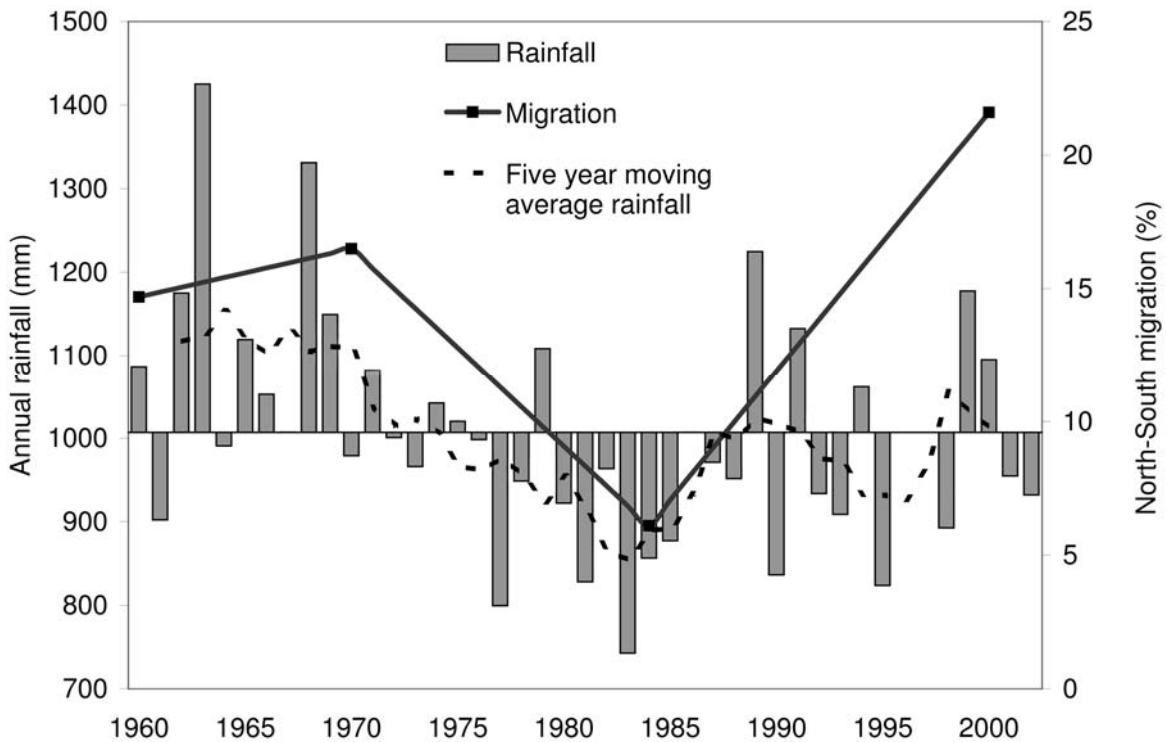 1500
1400
1300
1200
1100
1000
900
800
700
Annual rainfall (mm)
Rainfall
Migration
Five year moving
average rainfall
25
20
15
10
5
0
North-South migration (%)
1960 1965 1970 1975 1980 1985 1990 1995 2000